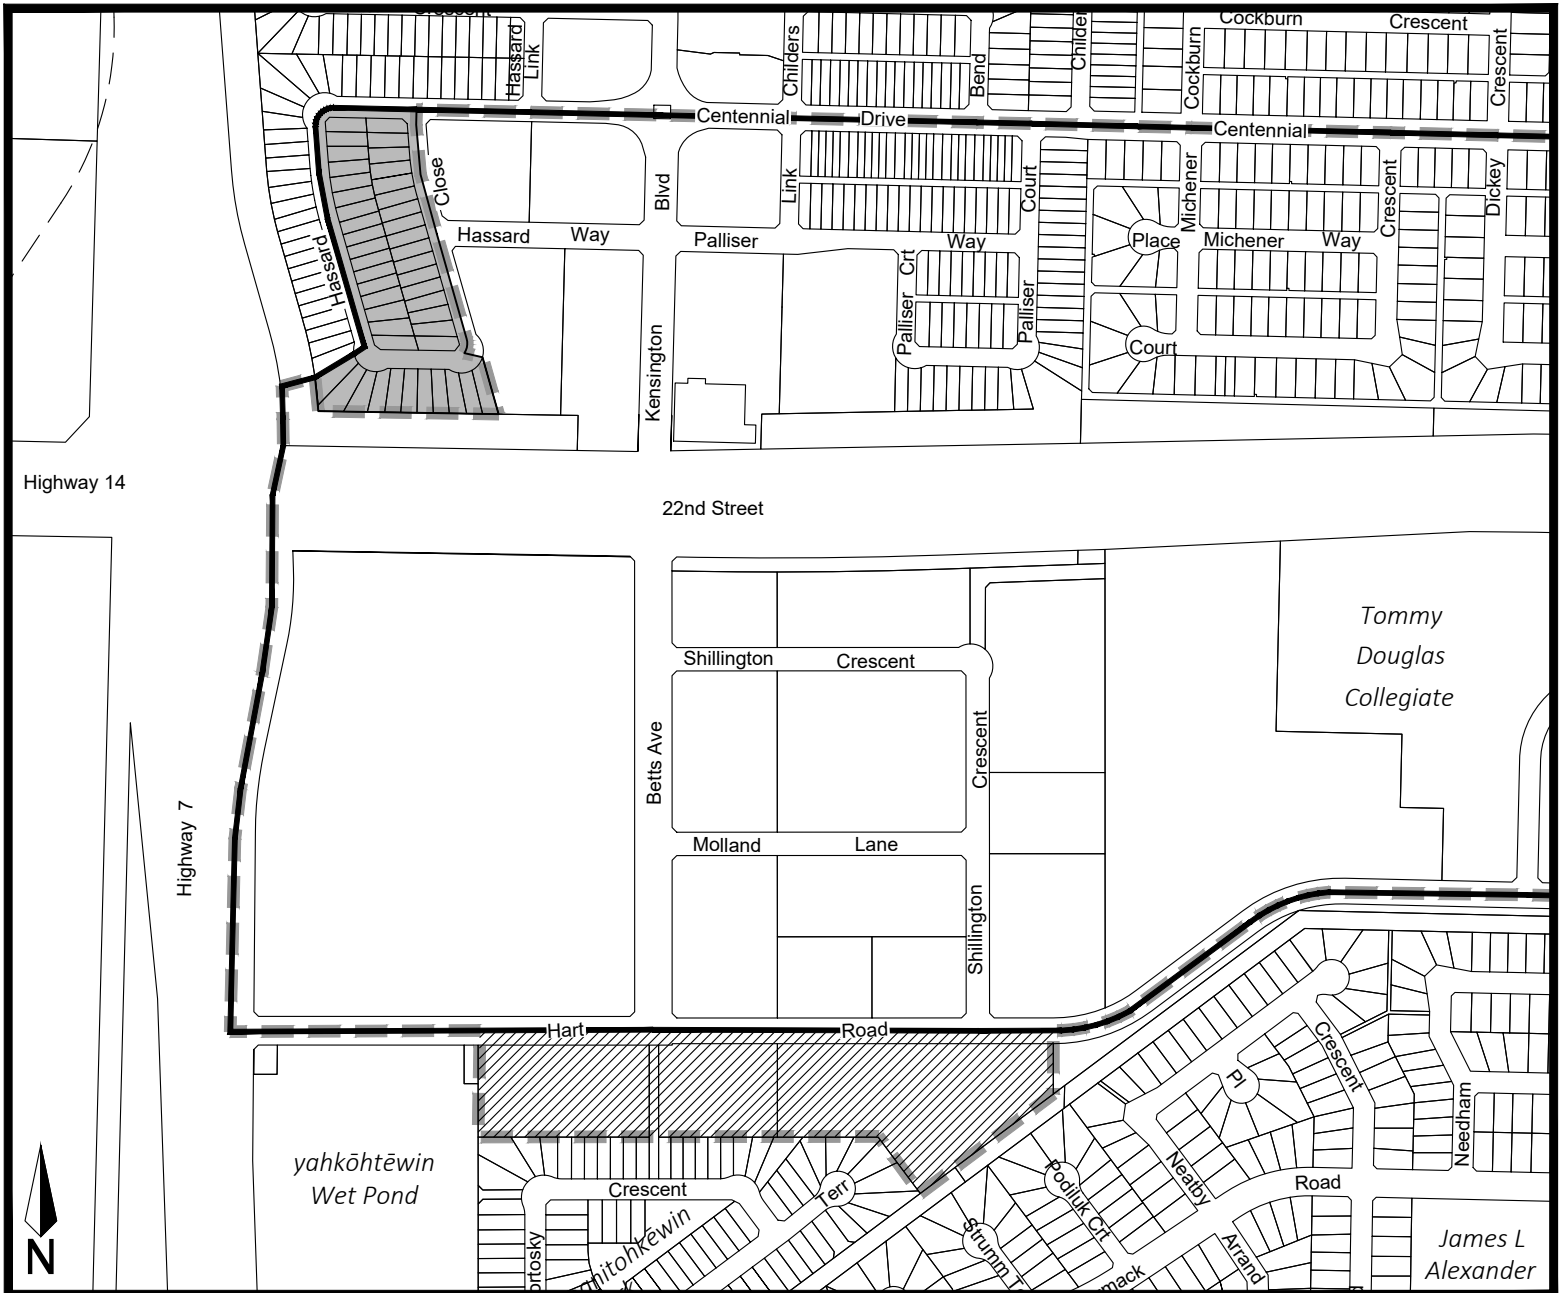 Crescent
Cockburn
Crescent
Hassard
Link
Childers
Bend
Cockburn
Crescent
Centennial
Drive
Centennial
Close
Blvd
Link
Court
Michener
Crescent
Dickey
Hassard
Way
Palliser
Way
Place
Michener
Way
Hassard
Crt
Palliser
Palliser
Kensington
Court
Highway 14
22nd Street
Tommy
Douglas
Collegiate
Shillington
Crescent
Betts Ave
Crescent
Highway 7
Molland
Lane
Shillington
Hart
Road
Crescent
Pl
Needham
yahkōhtēwin
Wet Pond
Crescent
Terr
Podiluk Crt
Neatby
Road
Strumm
Arrand
James L
Alexander
N